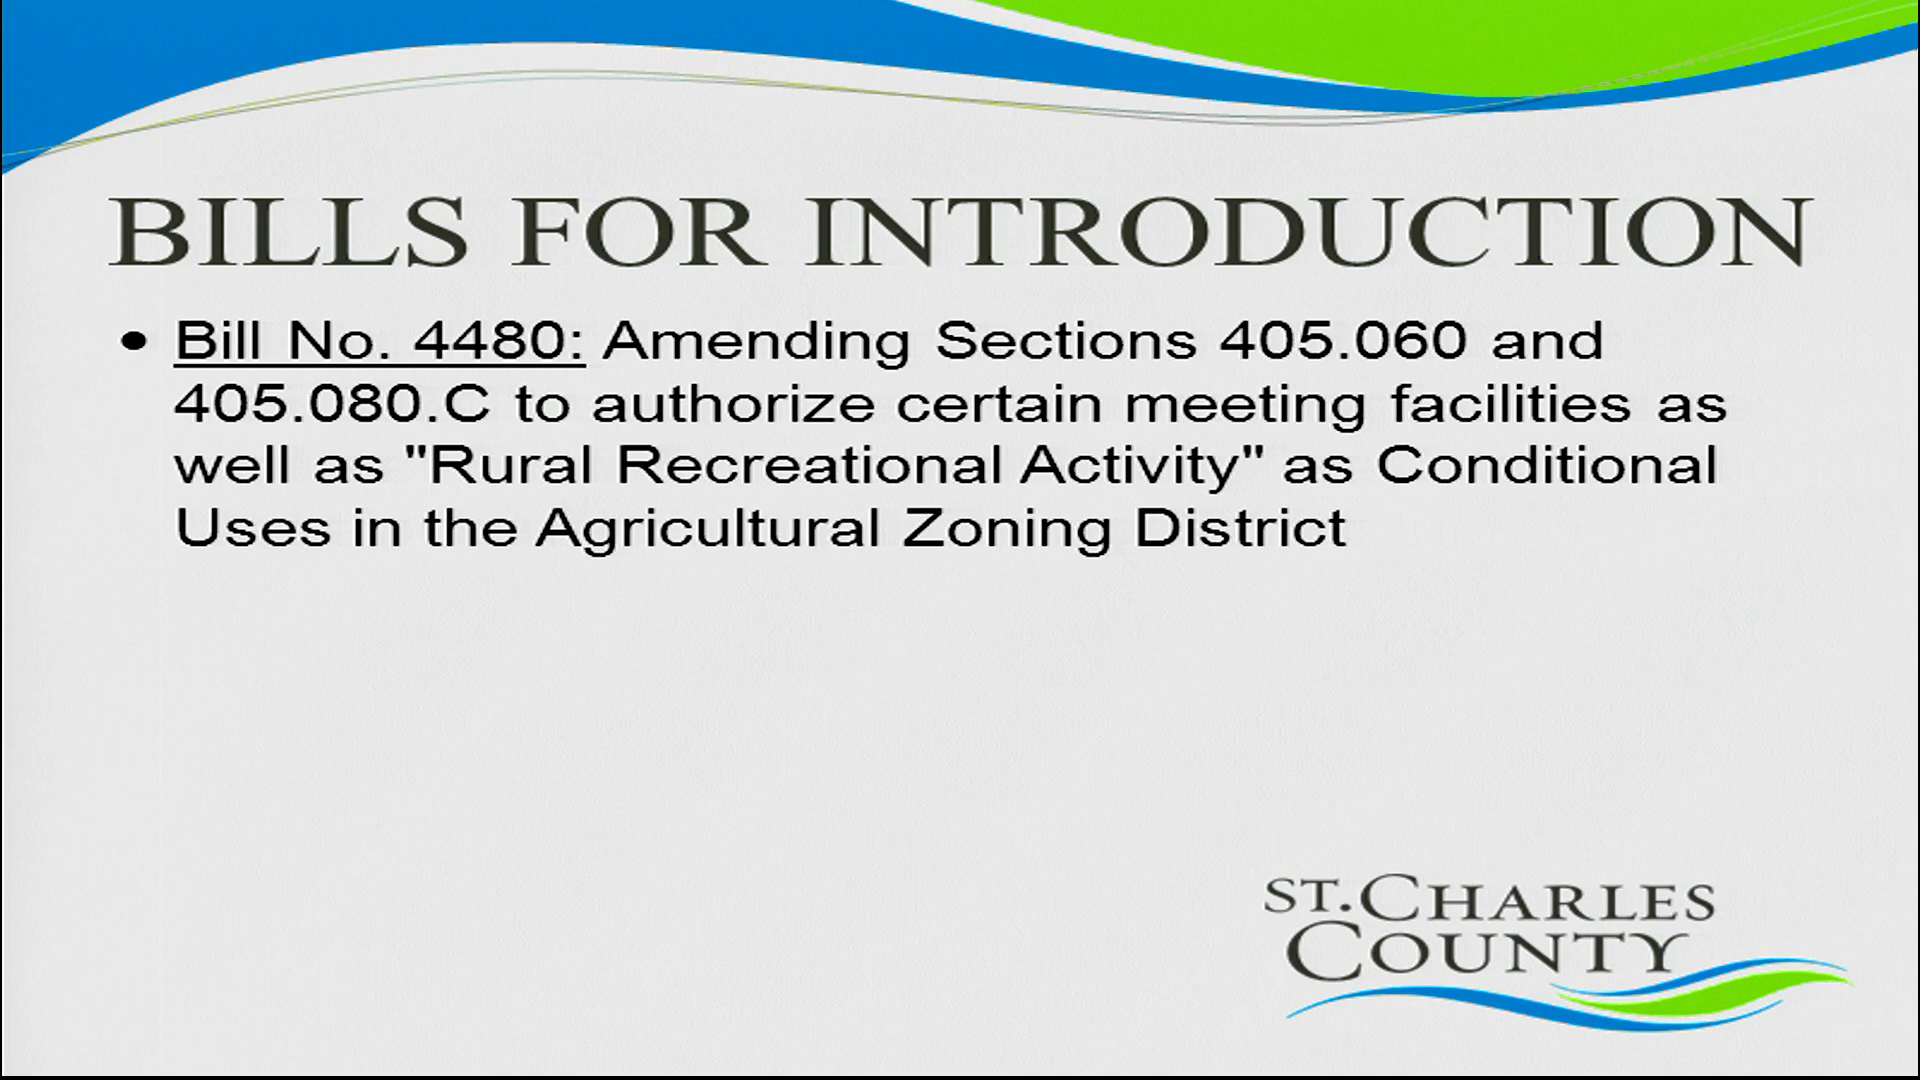 BILLS FOR INTRODUCTION
• Bill No. 4480: Amending Sections 405.060 and
405.080.C to authorize certain meeting facilities as
well as "Rural Recreational Activity" as Conditional
Uses in the Agricultural Zoning District
ST. CHARLES
COUNTY